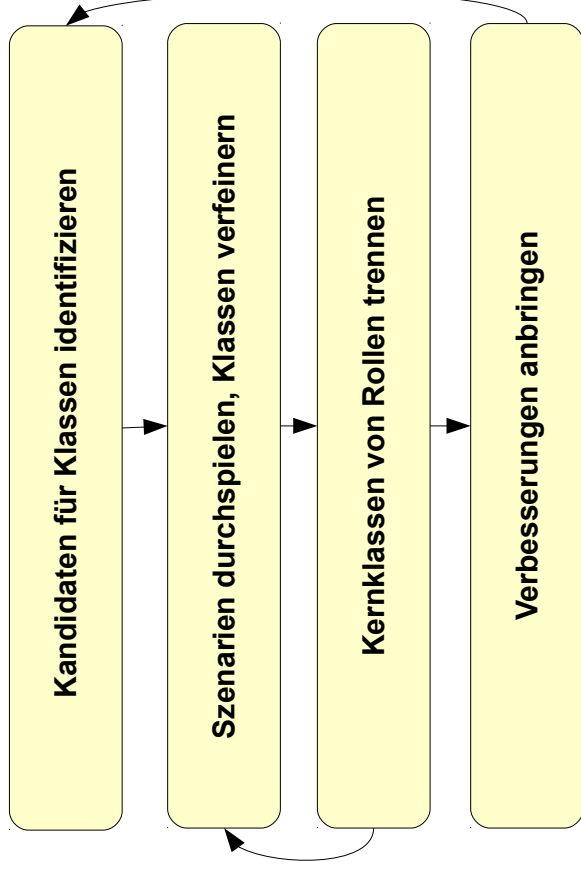 Kandidaten für Klassen identifizieren
Szenarien durchspielen, Klassen verfeinern
Kernklassen von Rollen trennen
Verbesserungen anbringen